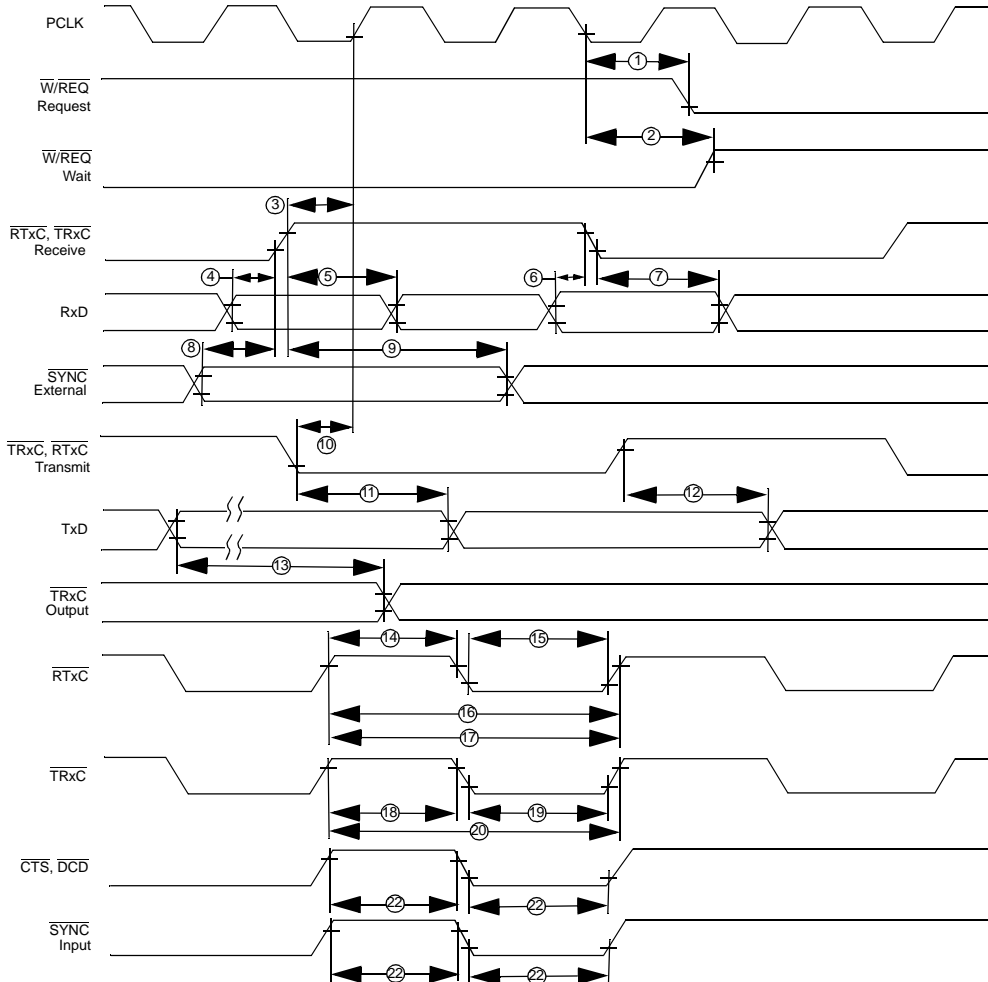 PCLK
W/REQ
Request
1
2
W/REQ
Wait
3
RTxC, TRxC
Receive
4
5
6
7
RxD
8
9
SYNC
External
10
TRxC, RTxC
Transmit
11
12
TxD
13
TRxC
Output
14
15
RTxC
16
17
TRxC
18
19
20
CTS, DCD
22
22
SYNC
Input
22
22